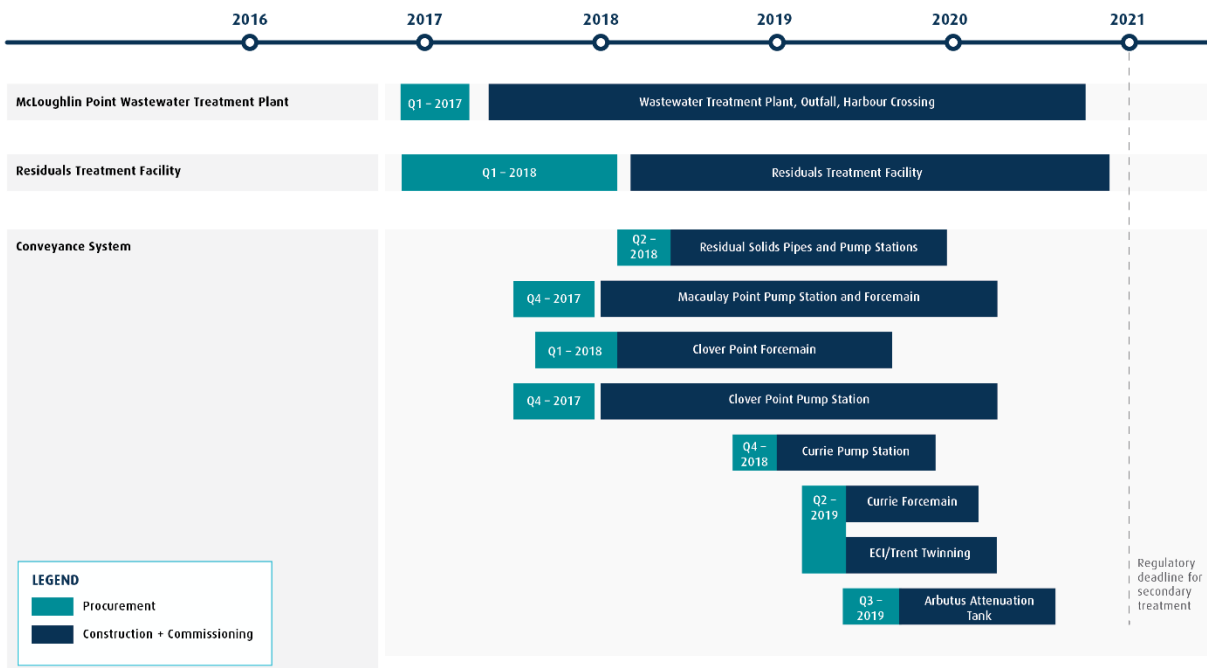 2016 2017 2018 2019 2020 2021
McLoughlin Point Wastewater Treatment Plant
Q1 – 2017
Wastewater Treatment Plant, Outfall, Harbour Crossing
Residuals Treatment Facility
Q1 – 2018
Residuals Treatment Facility
Conveyance System
Q2 –
2018
Residual Solids Pipes and Pump Stations
Q4 – 2017
Macaulay Point Pump Station and Forcemain
Q1 – 2018
Clover Point Forcemain
Q4 – 2017
Clover Point Pump Station
Q4 –
2018
Currie Pump Station
Q2 –
2019
Currie Forcemain
ECI/Trent Twinning
Q3 –
2019
Arbutus Attenuation
Tank
Regulatory
deadline for
secondary
treatment
LEGEND
Procurement
Construction + Commissioning